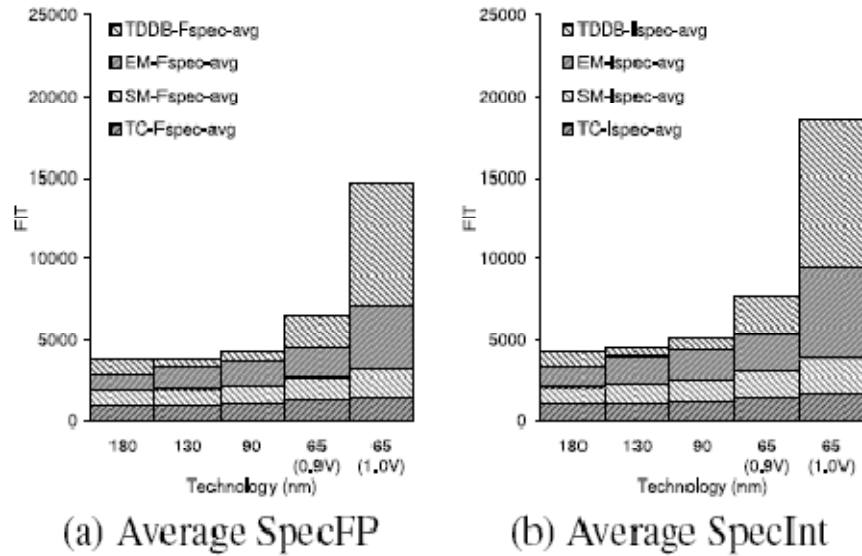 25000
20000
15000
10000
5000
0
FIT
TDDB-Fspec-avg
EM-Fspec-avg
SM-Fspec-avg
TC-Fspec-avg
180 130 90 65 65
(0.9V) (1.0V)
Technology (nm)
(a) Average SpecFP
25000
20000
15000
10000
5000
0
FIT
TDDB-Ispec-avg
EM-Ispec-avg
SM-Ispec-avg
TC-Ispec-avg
180 130 90 65 65
(0.9V) (1.0V)
Technology (nm)
(b) Average SpecInt